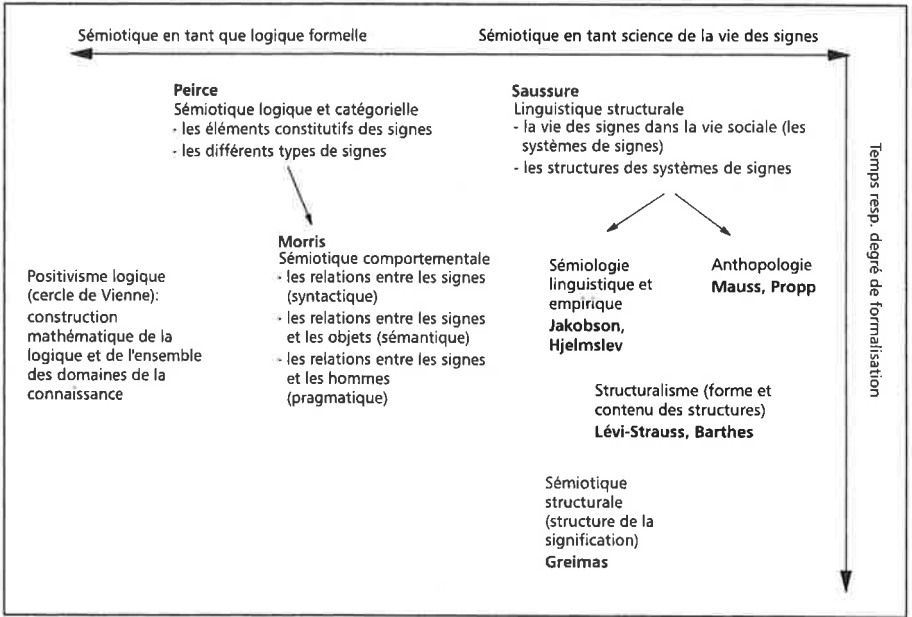 Sémiotique en tant que logique formelle
Sémiotique en tant science de la vie des signes
Peirce
Sémiotique logique et catégorielle
- les éléments constitutifs des signes
- les différents types de signes
Saussure
Linguistique structurale
- la vie des signes dans la vie sociale (les
systèmes de signes)
- les structures des systèmes de signes
Temps resp. degré de formalisation
Positivisme logique
(cercle de Vienne):
construction
mathématique de la
logique et de l'ensemble
des domaines de la
connaissance
Morris
Sémiotique comportementale
- les relations entre les signes
(syntactique)
- les relations entre les signes
et les objets (sémantique)
- les relations entre les signes
et les hommes
(pragmatique)
Sémiologie
linguistique et
empirique
Jakobson,
Hjelmslev
Anthopologie
Mauss, Propp
Structuralisme (forme et
contenu des structures)
Lévi-Strauss, Barthes
Sémiotique
structurale
(structure de la
signification)
Greimas